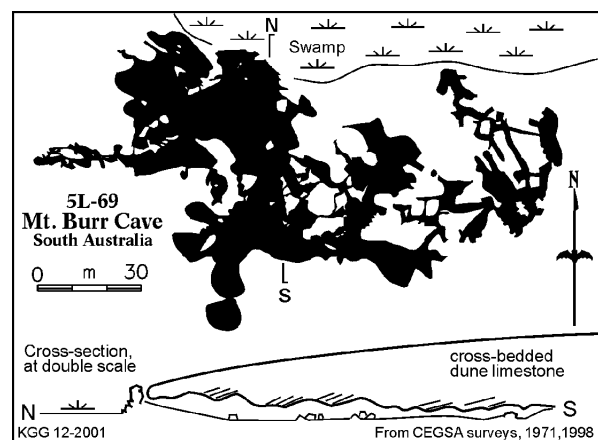 N
Swamp
5L-69
Mt. Burr Cave
South Australia
0 m 30
N
S
Cross-section,
at double scale
cross-bedded
dune limestone
N
S
KGG 12-2001
From CEGSA surveys, 1971,1998